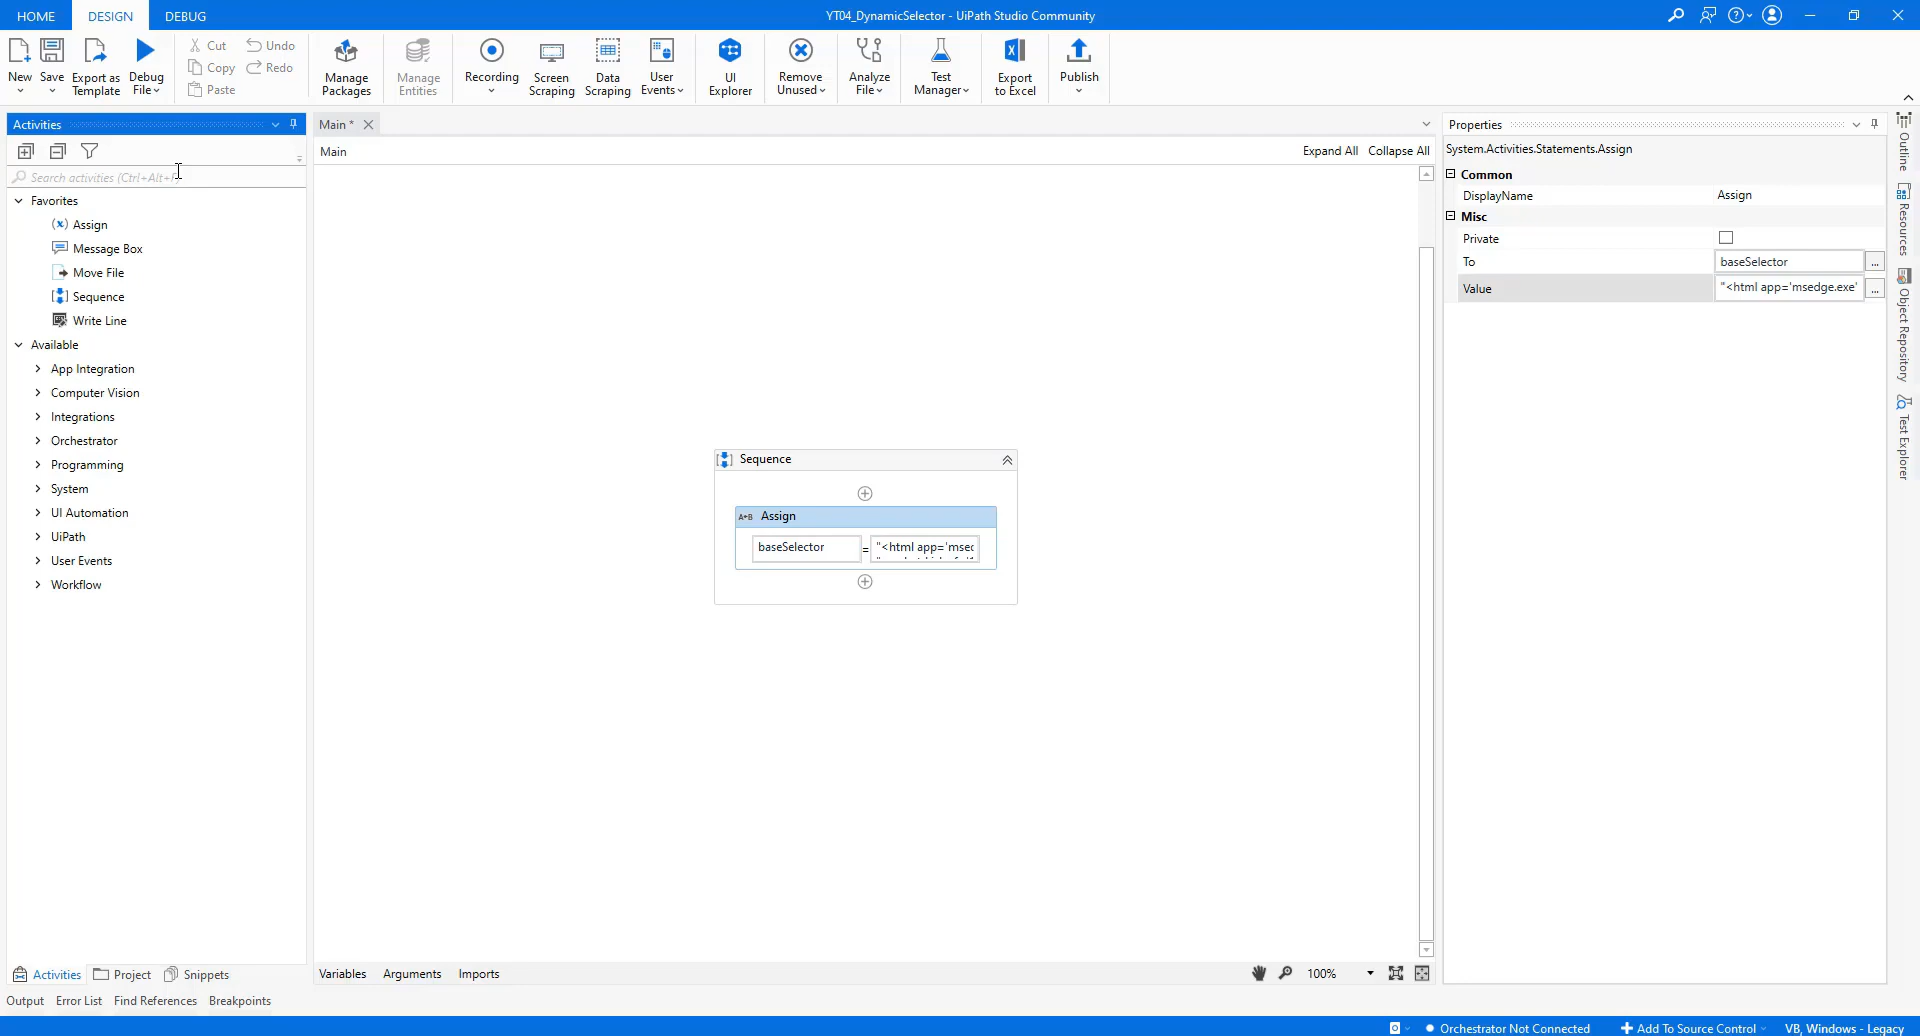 HOME DESIGN DEBUG
YT04_DynamicSelector - UiPath Studio Community
New
Save
Export as
Template
Debug
File
Cut
Copy
Paste
Undo
Redo
Manage
Packages
Manage
Entities
Recording
Screen
Scraping
Data
Scraping
User
Events
UI
Explorer
Remove
Unused
Analyze
File
Test
Manager
Export
to Excel
Publish
Activities
Search activities (Ctrl+Alt+F)
Favorites
Assign
Message Box
Move File
Sequence
Write Line
Available
App Integration
Computer Vision
Integrations
Orchestrator
Programming
System
UI Automation
UiPath
User Events
Workflow
Activities Project Snippets
Main *
Main
Expand All Collapse All
Sequence
A+B Assign
baseSelector = "<html app='msec
Variables Arguments Imports
100%
Properties
System.Activities.Statements.Assign
Common
DisplayName Assign
Misc
Private
To baseSelector ...
Value "<html app='msedge.exe' ...
Outline
Resources
Object Repository
Test Explorer
Output Error List Find References Breakpoints
Orchestrator Not Connected Add To Source Control VB, Windows - Legacy